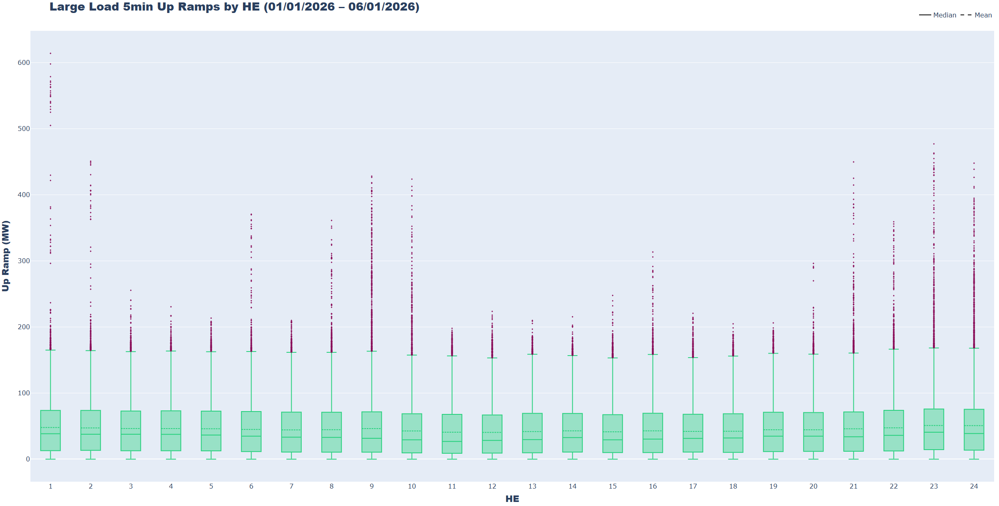 Large Load 5min Up Ramps by HE (01/01/2026 – 06/01/2026)
Median
Mean
Up Ramp (MW)
600
500
400
300
200
100
0
1 2 3 4 5 6 7 8 9 10 11 12 13 14 15 16 17 18 19 20 21 22 23 24
HE